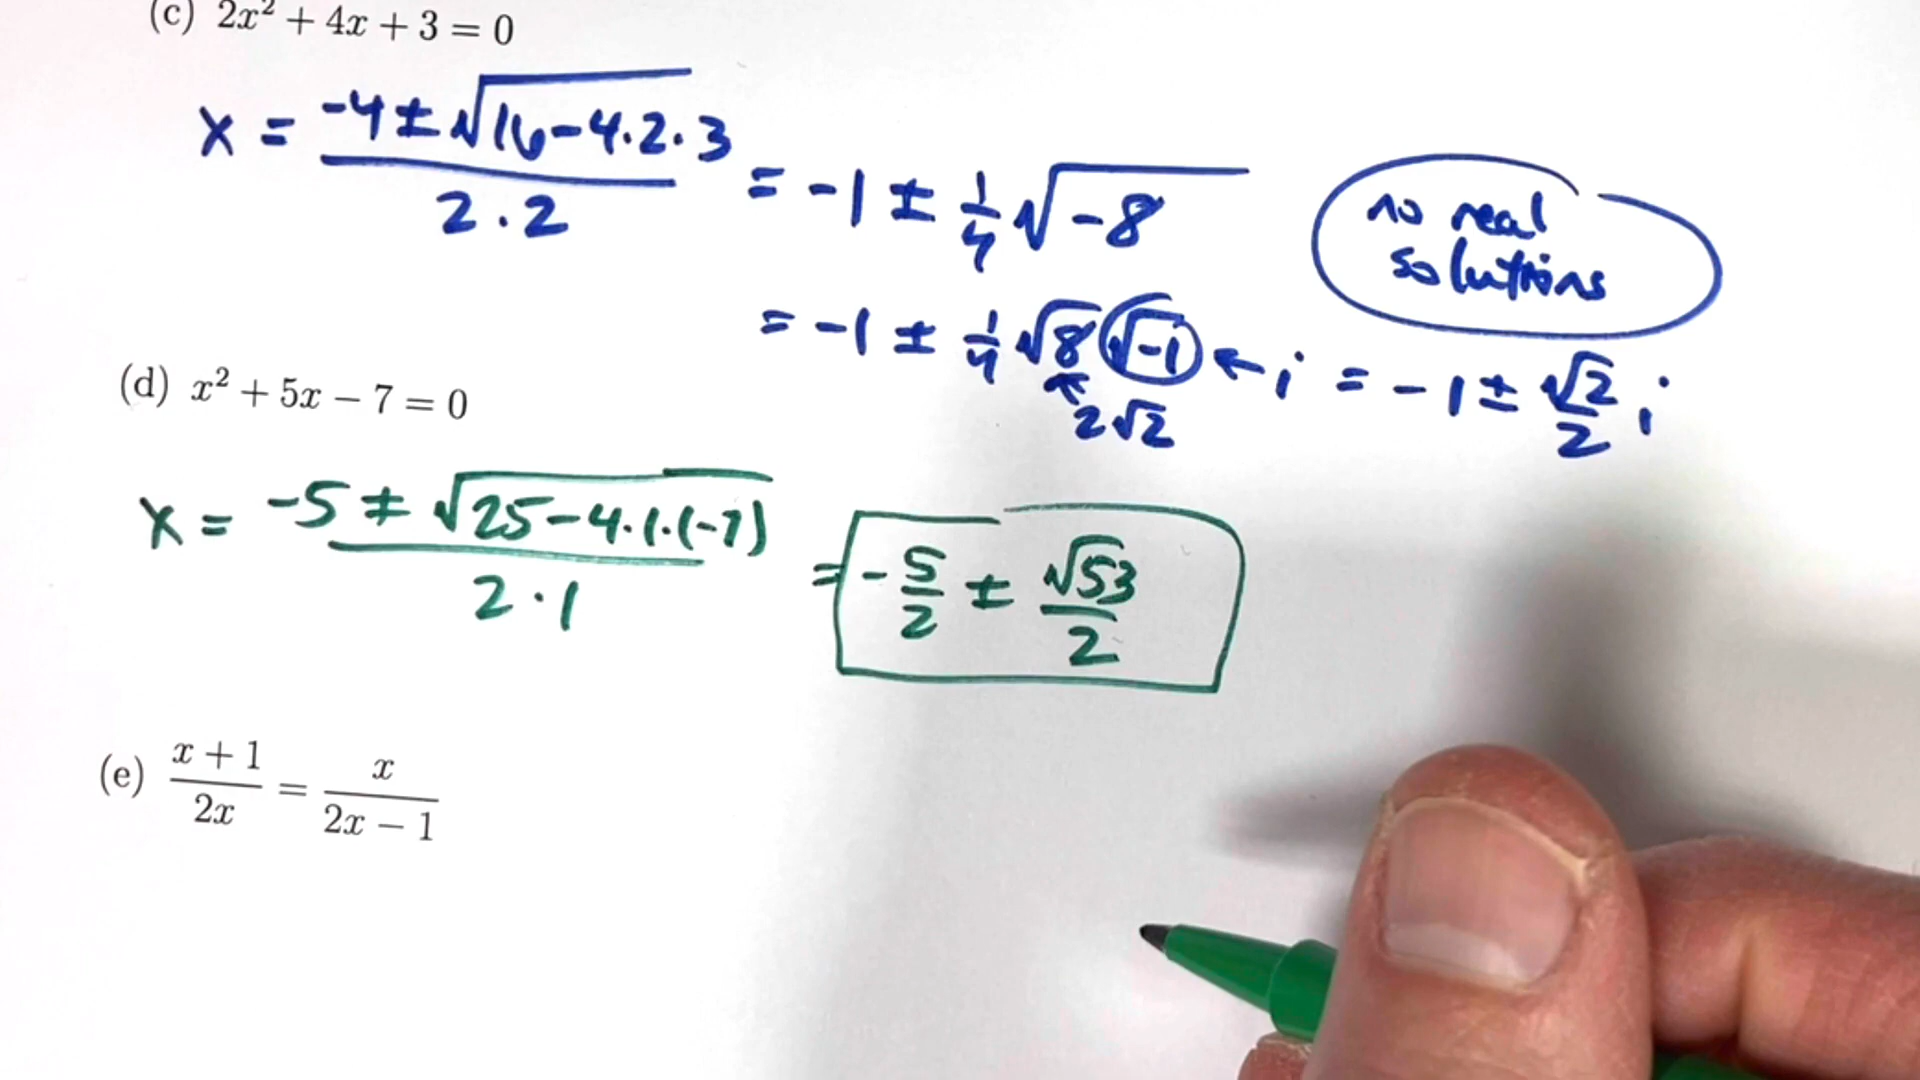 (c) 2x² + 4x + 3 = 0
x = (-4 ± √(16-4·2·3))/(2·2) = -1 ± 1/4 √-8
no real
solutions
= -1 ± 1/4 √8 √-1 ← i = -1 ± √2/2 i
2√2
(d) x² + 5x − 7 = 0
x = (-5 ± √(25-4·1·(-7)))/(2·1) = -5/2 ± √53/2
(e) (x + 1)/(2x) = x/(2x − 1)